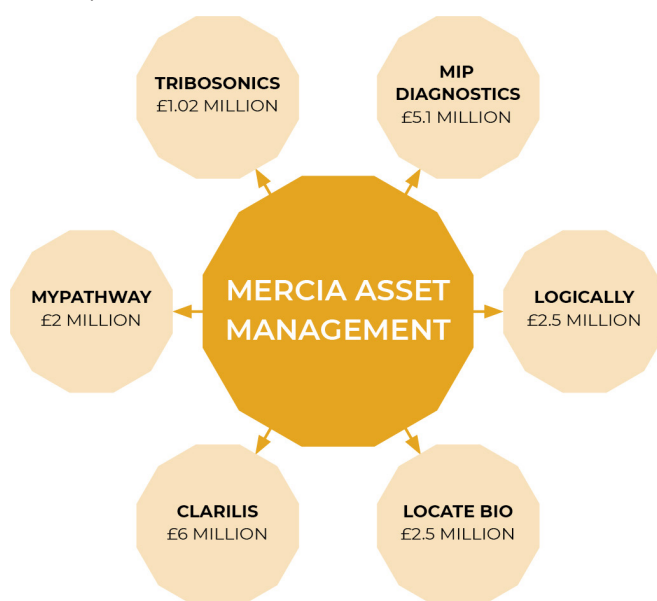 TRIBOSONICS
£1.02 MILLION
MIP
DIAGNOSTICS
£5.1 MILLION
MERCIA ASSET
MANAGEMENT
MYPATHWAY
£2 MILLION
LOGICALLY
£2.5 MILLION
CLARILIS
£6 MILLION
LOCATE BIO
£2.5 MILLION